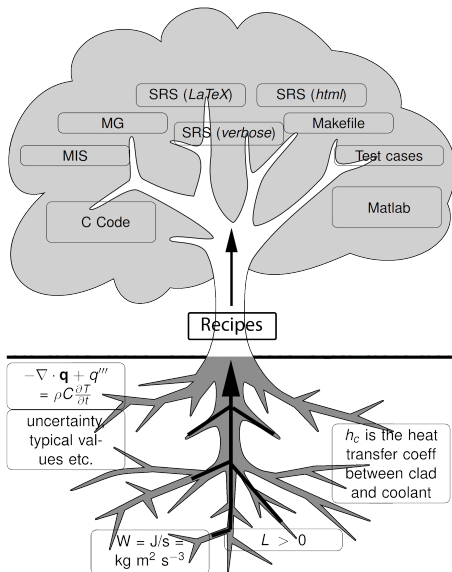 SRS (LaTeX)
SRS (html)
MG
SRS (verbose)
Makefile
MIS
Test cases
C Code
Matlab
Recipes
−∇ · q + q′′′
= ρC ∂T/∂t
uncertainty,
typical val-
ues etc.
h_c is the heat
transfer coeff
between clad
and coolant
W = J/s =
kg m² s⁻³
L > 0